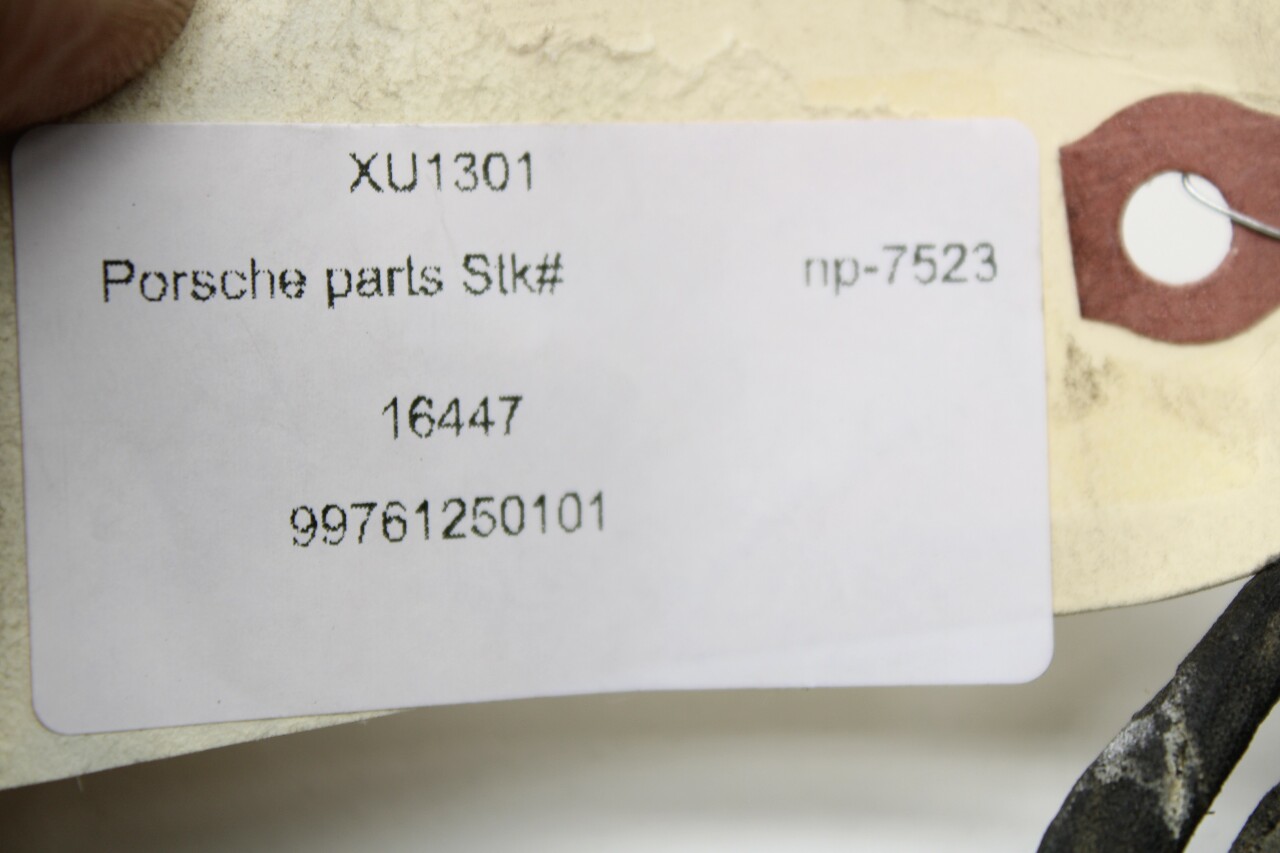 XU1301
Porsche parts Stk# np-7523
16447
99761250101